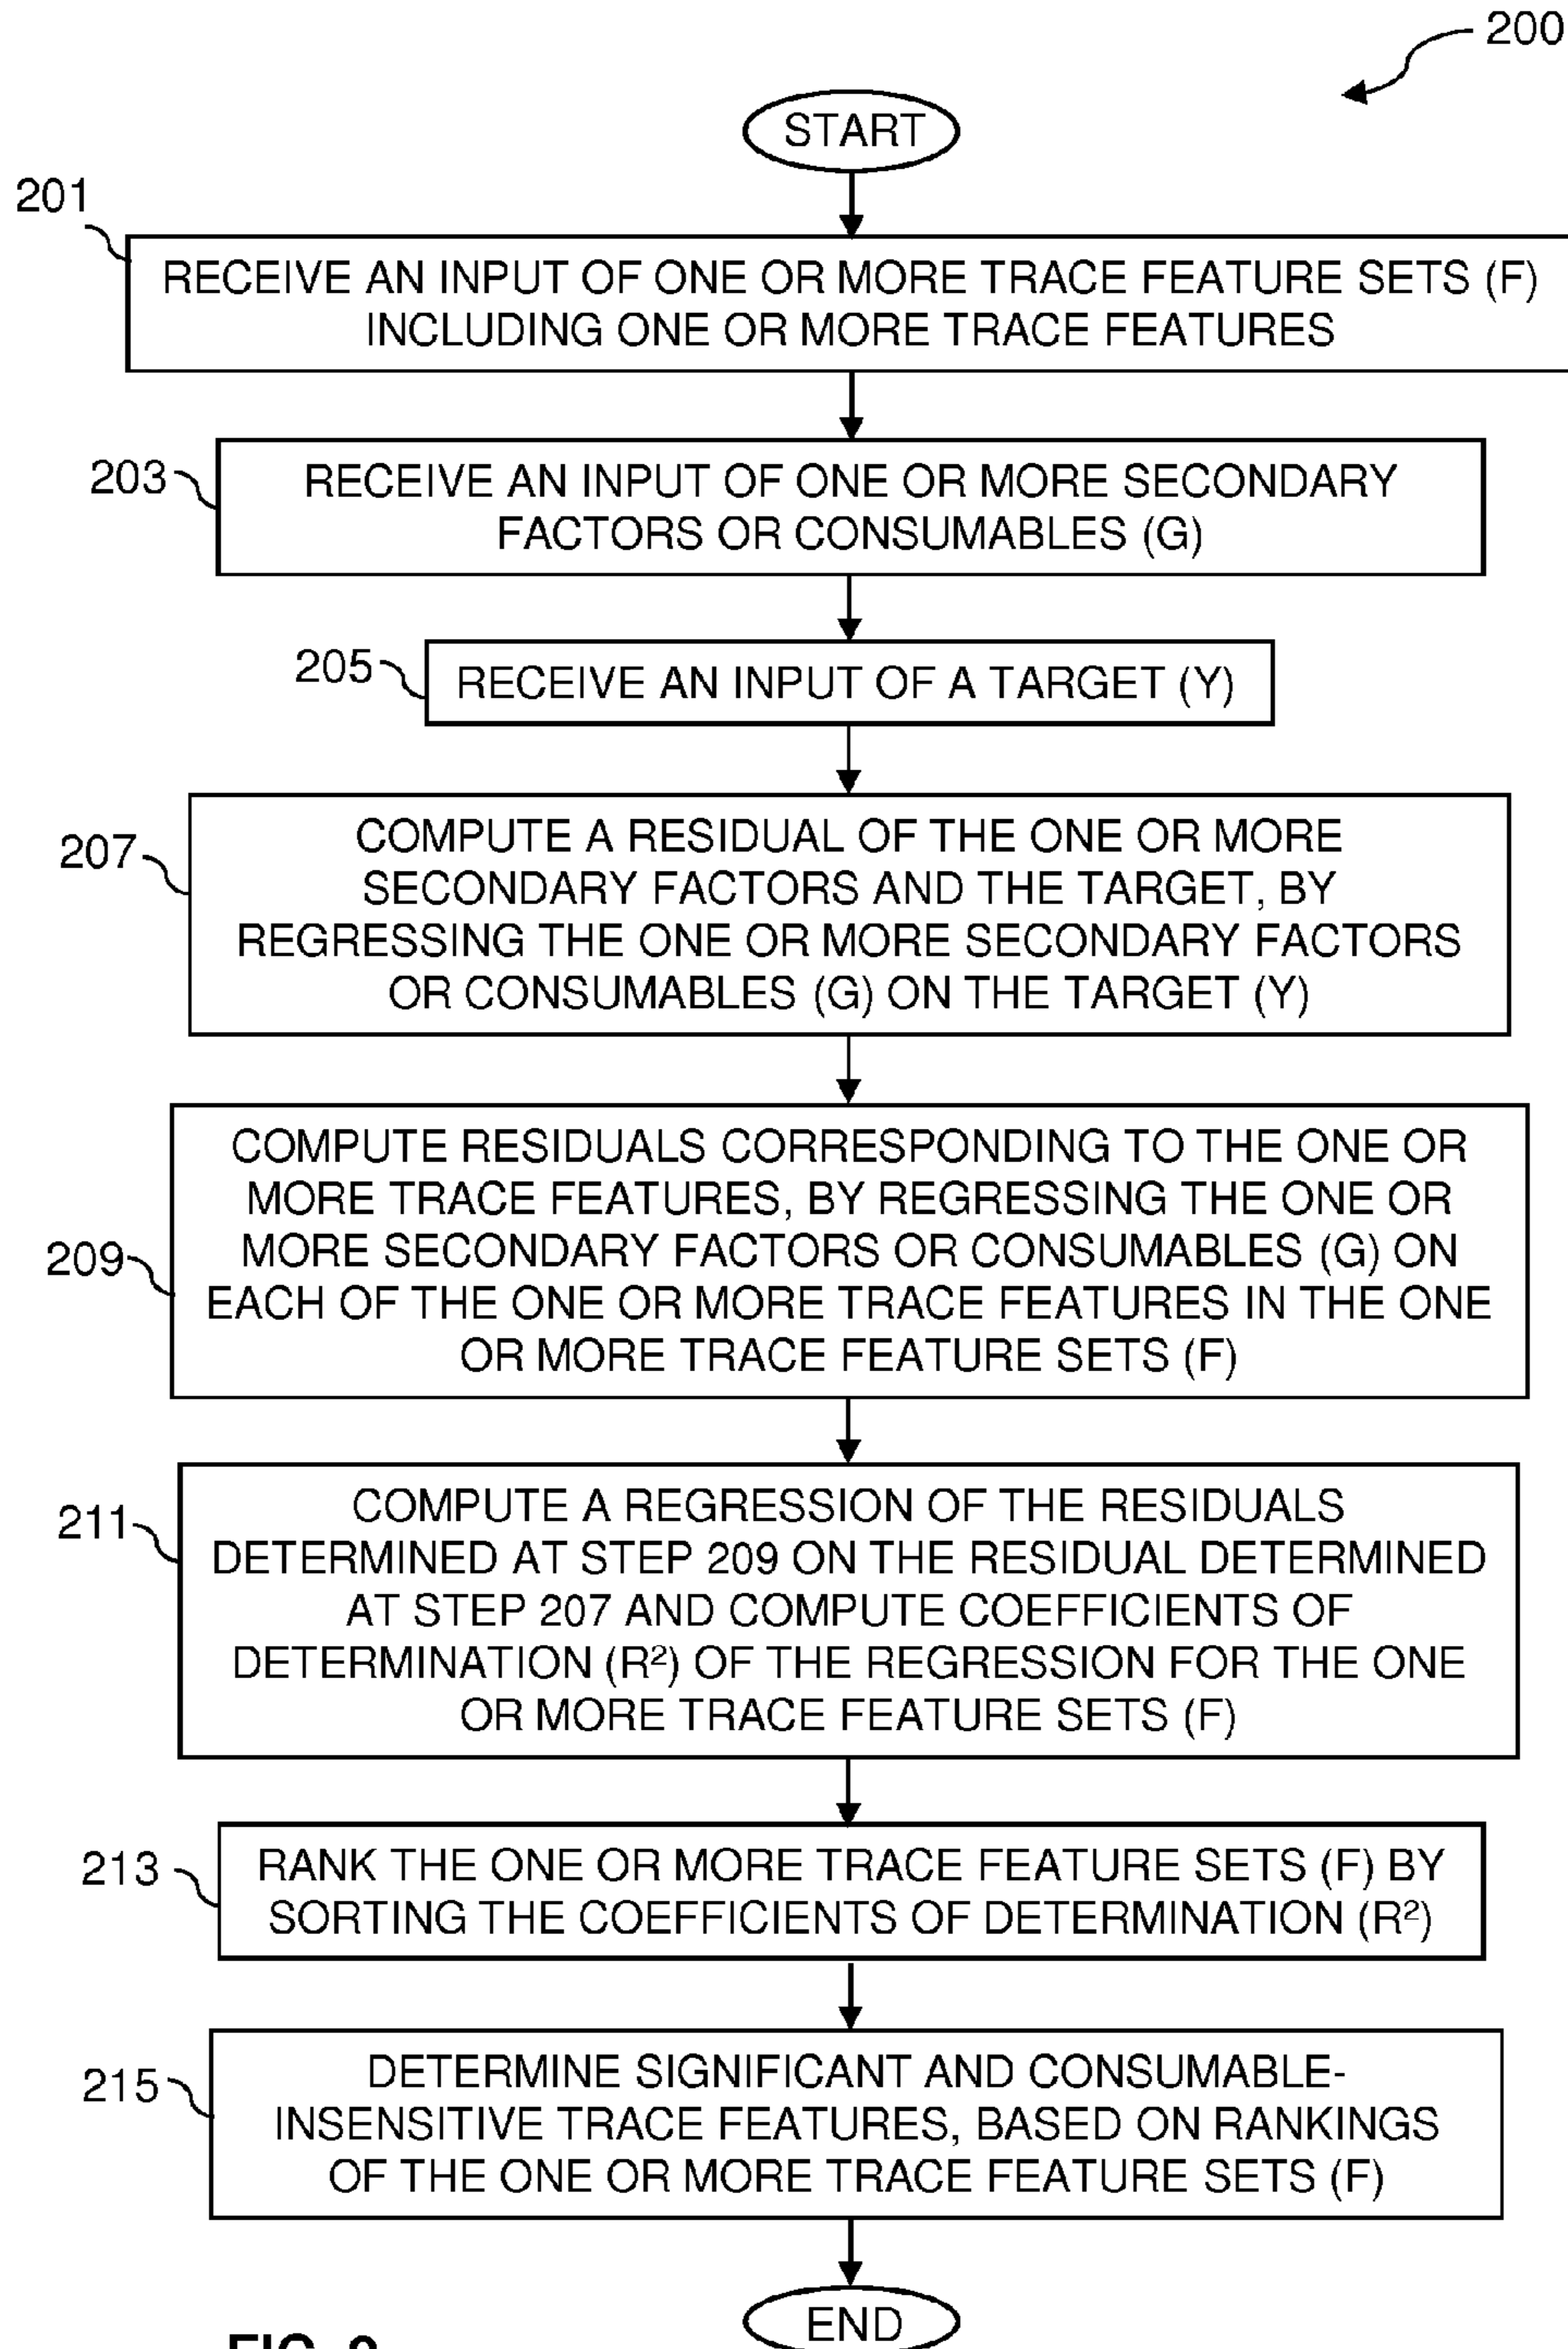 200
START
201
RECEIVE AN INPUT OF ONE OR MORE TRACE FEATURE SETS (F)
INCLUDING ONE OR MORE TRACE FEATURES
203
RECEIVE AN INPUT OF ONE OR MORE SECONDARY
FACTORS OR CONSUMABLES (G)
205
RECEIVE AN INPUT OF A TARGET (Y)
207
COMPUTE A RESIDUAL OF THE ONE OR MORE
SECONDARY FACTORS AND THE TARGET, BY
REGRESSING THE ONE OR MORE SECONDARY FACTORS
OR CONSUMABLES (G) ON THE TARGET (Y)
209
COMPUTE RESIDUALS CORRESPONDING TO THE ONE OR
MORE TRACE FEATURES, BY REGRESSING THE ONE OR
MORE SECONDARY FACTORS OR CONSUMABLES (G) ON
EACH OF THE ONE OR MORE TRACE FEATURES IN THE ONE
OR MORE TRACE FEATURE SETS (F)
211
COMPUTE A REGRESSION OF THE RESIDUALS
DETERMINED AT STEP 209 ON THE RESIDUAL DETERMINED
AT STEP 207 AND COMPUTE COEFFICIENTS OF
DETERMINATION (R²) OF THE REGRESSION FOR THE ONE
OR MORE TRACE FEATURE SETS (F)
213
RANK THE ONE OR MORE TRACE FEATURE SETS (F) BY
SORTING THE COEFFICIENTS OF DETERMINATION (R²)
215
DETERMINE SIGNIFICANT AND CONSUMABLE-
INSENSITIVE TRACE FEATURES, BASED ON RANKINGS
OF THE ONE OR MORE TRACE FEATURE SETS (F)
END
FIG.